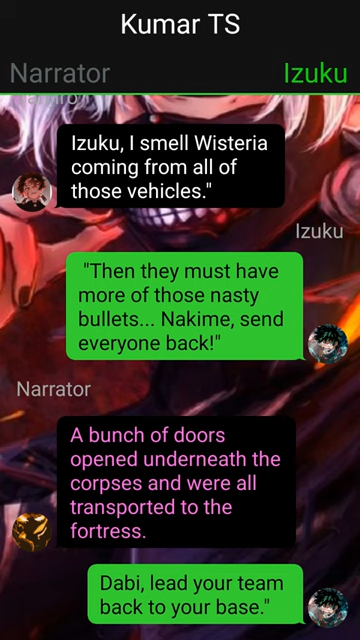 Kumar TS
Narrator
Izuku
Izuku, I smell Wisteria
coming from all of
those vehicles."
Izuku
"Then they must have
more of those nasty
bullets... Nakime, send
everyone back!"
Narrator
A bunch of doors
opened underneath the
corpses and were all
transported to the
fortress.
"Dabi, lead your team
back to your base."